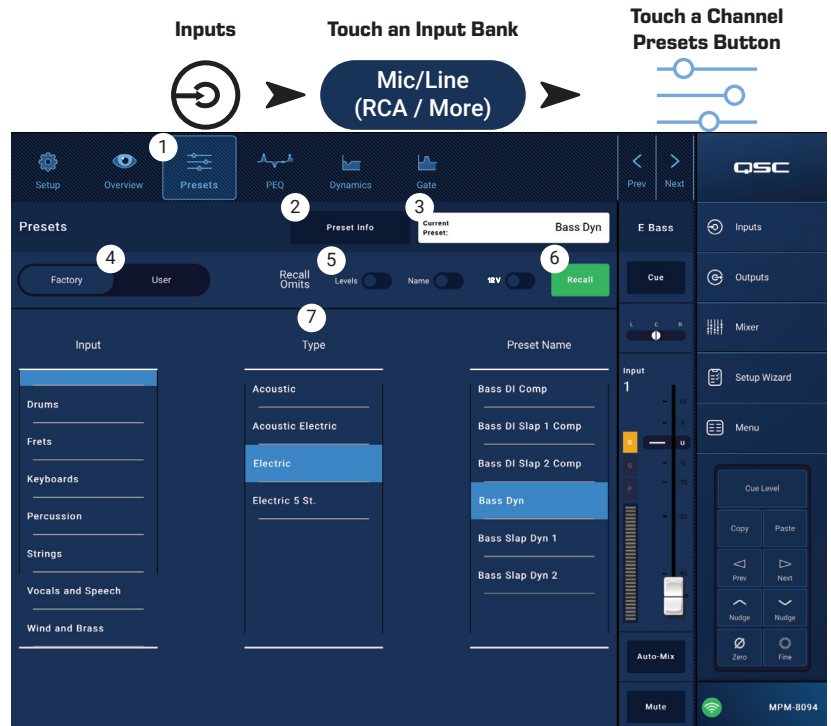 Inputs
Touch an Input Bank
Touch a Channel
Presets Button
Mic/Line
(RCA / More)
1
Setup
Overview
Presets
PEQ
Dynamics
Gate
Prev
Next
QSC
Presets
2
Preset Info
3
Current
Preset:
Bass Dyn
E Bass
Inputs
4
Factory
User
Recall
Omits
5
Levels
Name
12V
6
Recall
Cue
Outputs
7
Input
Type
Preset Name
L C R
Mixer
Drums
Frets
Keyboards
Percussion
Strings
Vocals and Speech
Wind and Brass
Acoustic
Acoustic Electric
Electric
Electric 5 St.
Bass DI Comp
Bass DI Slap 1 Comp
Bass DI Slap 2 Comp
Bass Dyn
Bass Slap Dyn 1
Bass Slap Dyn 2
Input
1
10
5
D
U
G
-5
P
-10
-30
-40
Auto-Mix
Mute
Setup Wizard
Menu
Cue Level
Copy
Paste
Prev
Next
Nudge
Nudge
Zero
Fine
MPM-8094